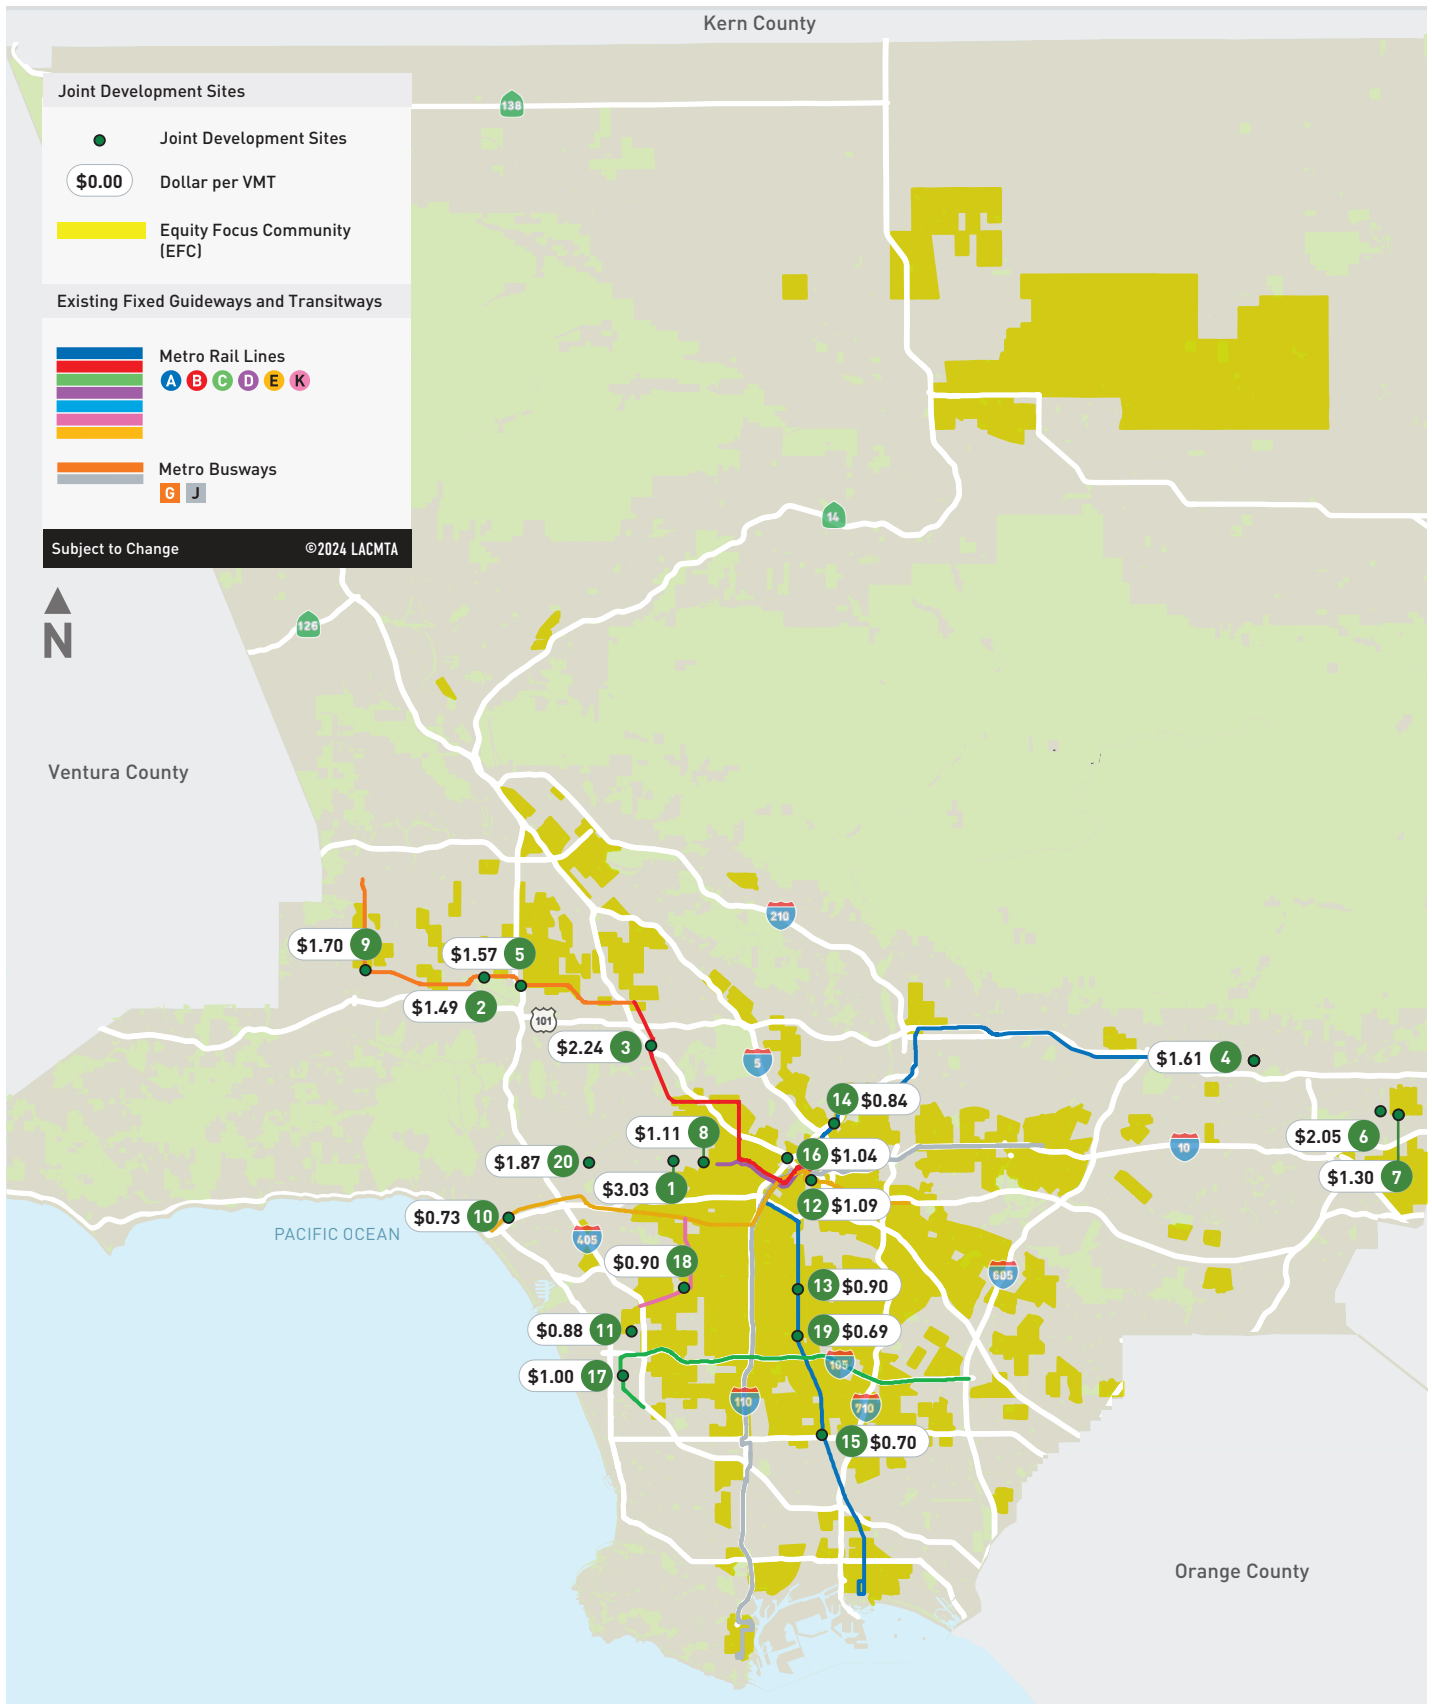 Kern County
Joint Development Sites
Joint Development Sites
$0.00 Dollar per VMT
Equity Focus Community
(EFC)
Existing Fixed Guideways and Transitways
Metro Rail Lines
A B C D E K
Metro Busways
G J
Subject to Change ©2024 LACMTA
N
138
14
126
Ventura County
210
$1.70 9
$1.57 5
$1.49 2
101
$2.24 3
5
$1.61 4
14 $0.84
$1.11 8
$2.05 6
10
16 $1.04
$1.87 20
$1.30 7
$3.03 1
12 $1.09
$0.73 10
PACIFIC OCEAN
405
$0.90 18
605
13 $0.90
$0.88 11
19 $0.69
105
$1.00 17
110
710
15 $0.70
Orange County